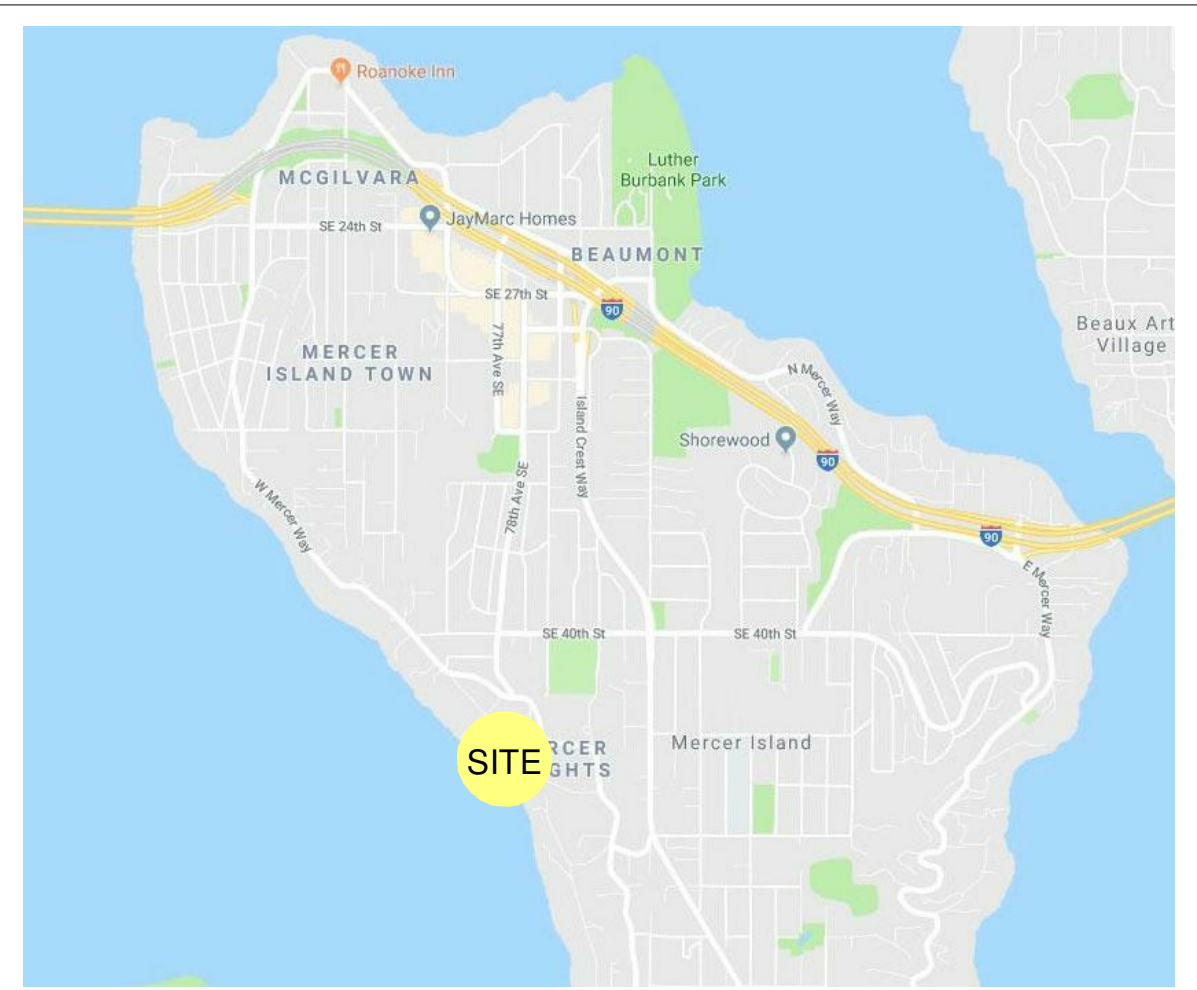 Roanoke Inn
Luther
Burbank Park
MCGILVARA
JayMarc Homes
SE 24th St
BEAUMONT
SE 27th St
90
77th Ave SE
Beaux Art
Village
MERCER
ISLAND TOWN
N Mercer Way
Island Crest Way
Shorewood
90
78th Ave SE
W Mercer Way
90
E Mercer Way
SE 40th St
SE 40th St
Mercer Island
SITE
RCER
GHTS